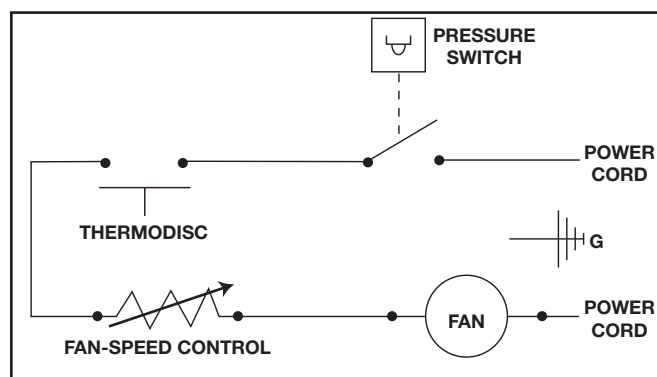 PRESSURE
SWITCH
POWER
CORD
THERMODISC
G
POWER
CORD
FAN
FAN-SPEED CONTROL